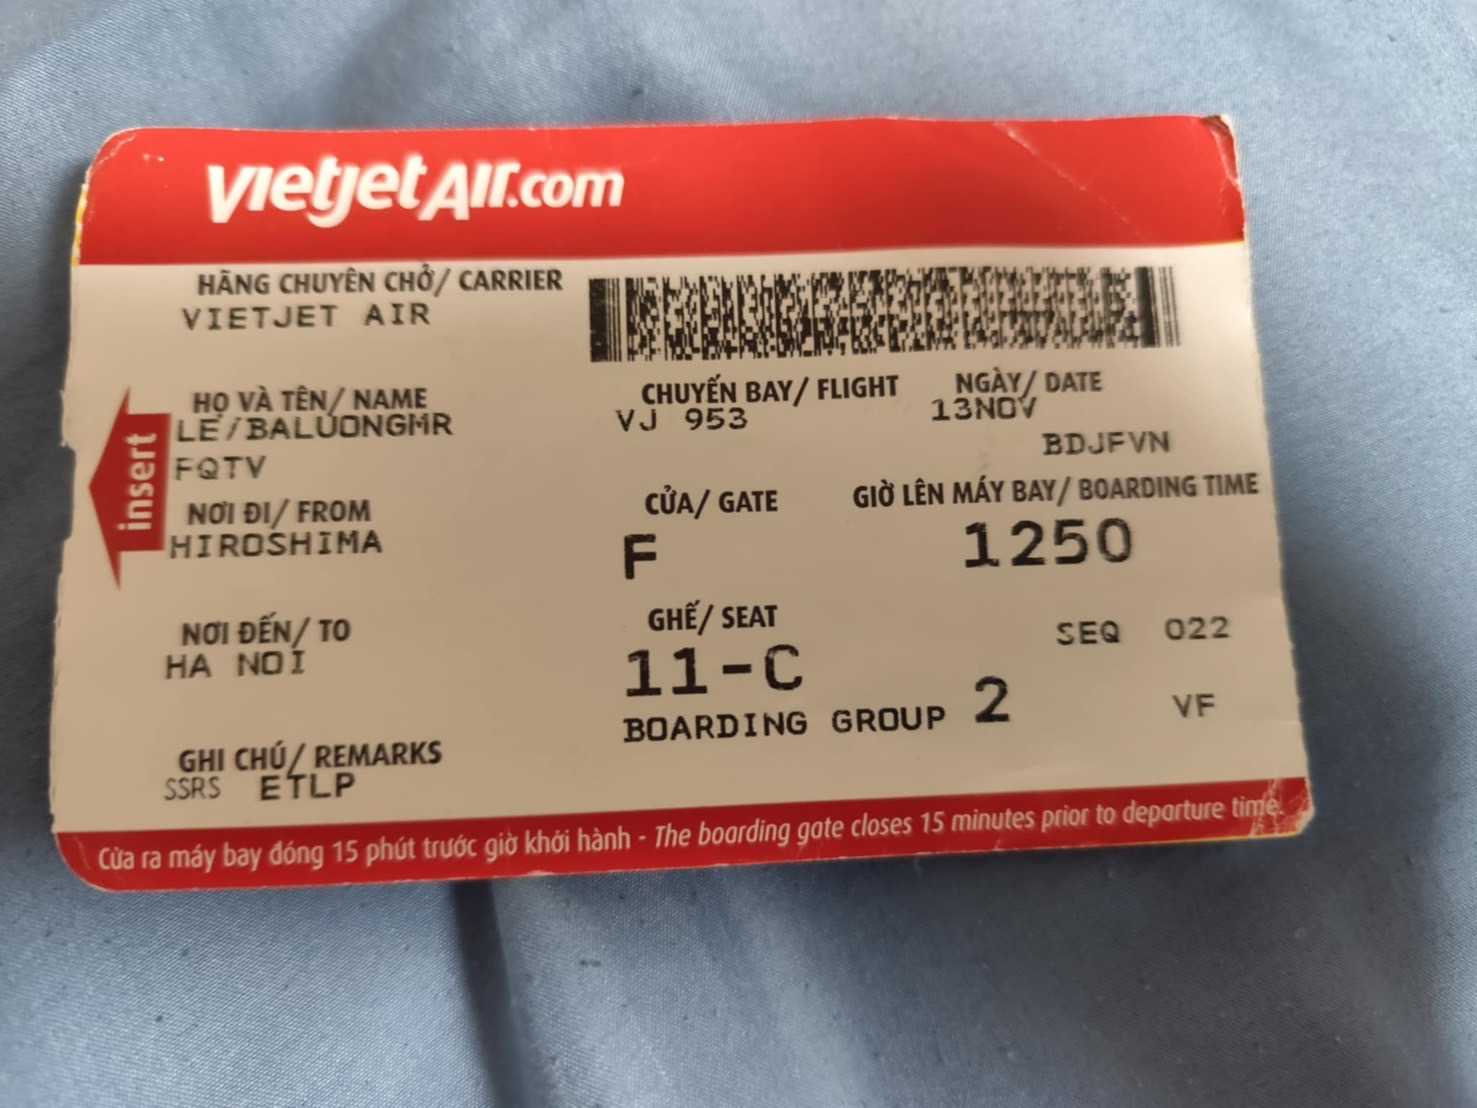 vietjetAir.com
HÃNG CHUYÊN CHỞ/ CARRIER
VIETJET AIR
HỌ VÀ TÊN/ NAME
LE/BALUONGMR
FQTV
CHUYẾN BAY/ FLIGHT
VJ 953
NGÀY/ DATE
13NOV
BDJFVN
NƠI ĐI/ FROM
HIROSHIMA
CỬA/ GATE
F
GIỜ LÊN MÁY BAY/ BOARDING TIME
1250
NƠI ĐẾN/ TO
HA NOI
GHẾ/ SEAT
11-C
SEQ 022
BOARDING GROUP 2
VF
GHI CHÚ/ REMARKS
SSRS ETLP
insert
Cửa ra máy bay đóng 15 phút trước giờ khởi hành - The boarding gate closes 15 minutes prior to departure time.